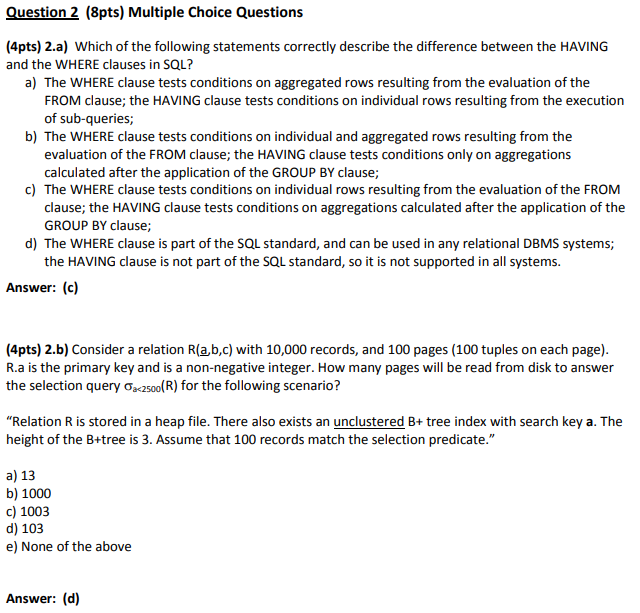 Question 2 (8pts) Multiple Choice Questions
(4pts) 2.a) Which of the following statements correctly describe the difference between the HAVING
and the WHERE clauses in SQL?
a) The WHERE clause tests conditions on aggregated rows resulting from the evaluation of the
FROM clause; the HAVING clause tests conditions on individual rows resulting from the execution
of sub-queries;
b) The WHERE clause tests conditions on individual and aggregated rows resulting from the
evaluation of the FROM clause; the HAVING clause tests conditions only on aggregations
calculated after the application of the GROUP BY clause;
c) The WHERE clause tests conditions on individual rows resulting from the evaluation of the FROM
clause; the HAVING clause tests conditions on aggregations calculated after the application of the
GROUP BY clause;
d) The WHERE clause is part of the SQL standard, and can be used in any relational DBMS systems;
the HAVING clause is not part of the SQL standard, so it is not supported in all systems.
Answer: (c)
(4pts) 2.b) Consider a relation R(a,b,c) with 10,000 records, and 100 pages (100 tuples on each page).
R.a is the primary key and is a non-negative integer. How many pages will be read from disk to answer
the selection query σa<2500(R) for the following scenario?
“Relation R is stored in a heap file. There also exists an unclustered B+ tree index with search key a. The
height of the B+tree is 3. Assume that 100 records match the selection predicate.”
a) 13
b) 1000
c) 1003
d) 103
e) None of the above
Answer: (d)